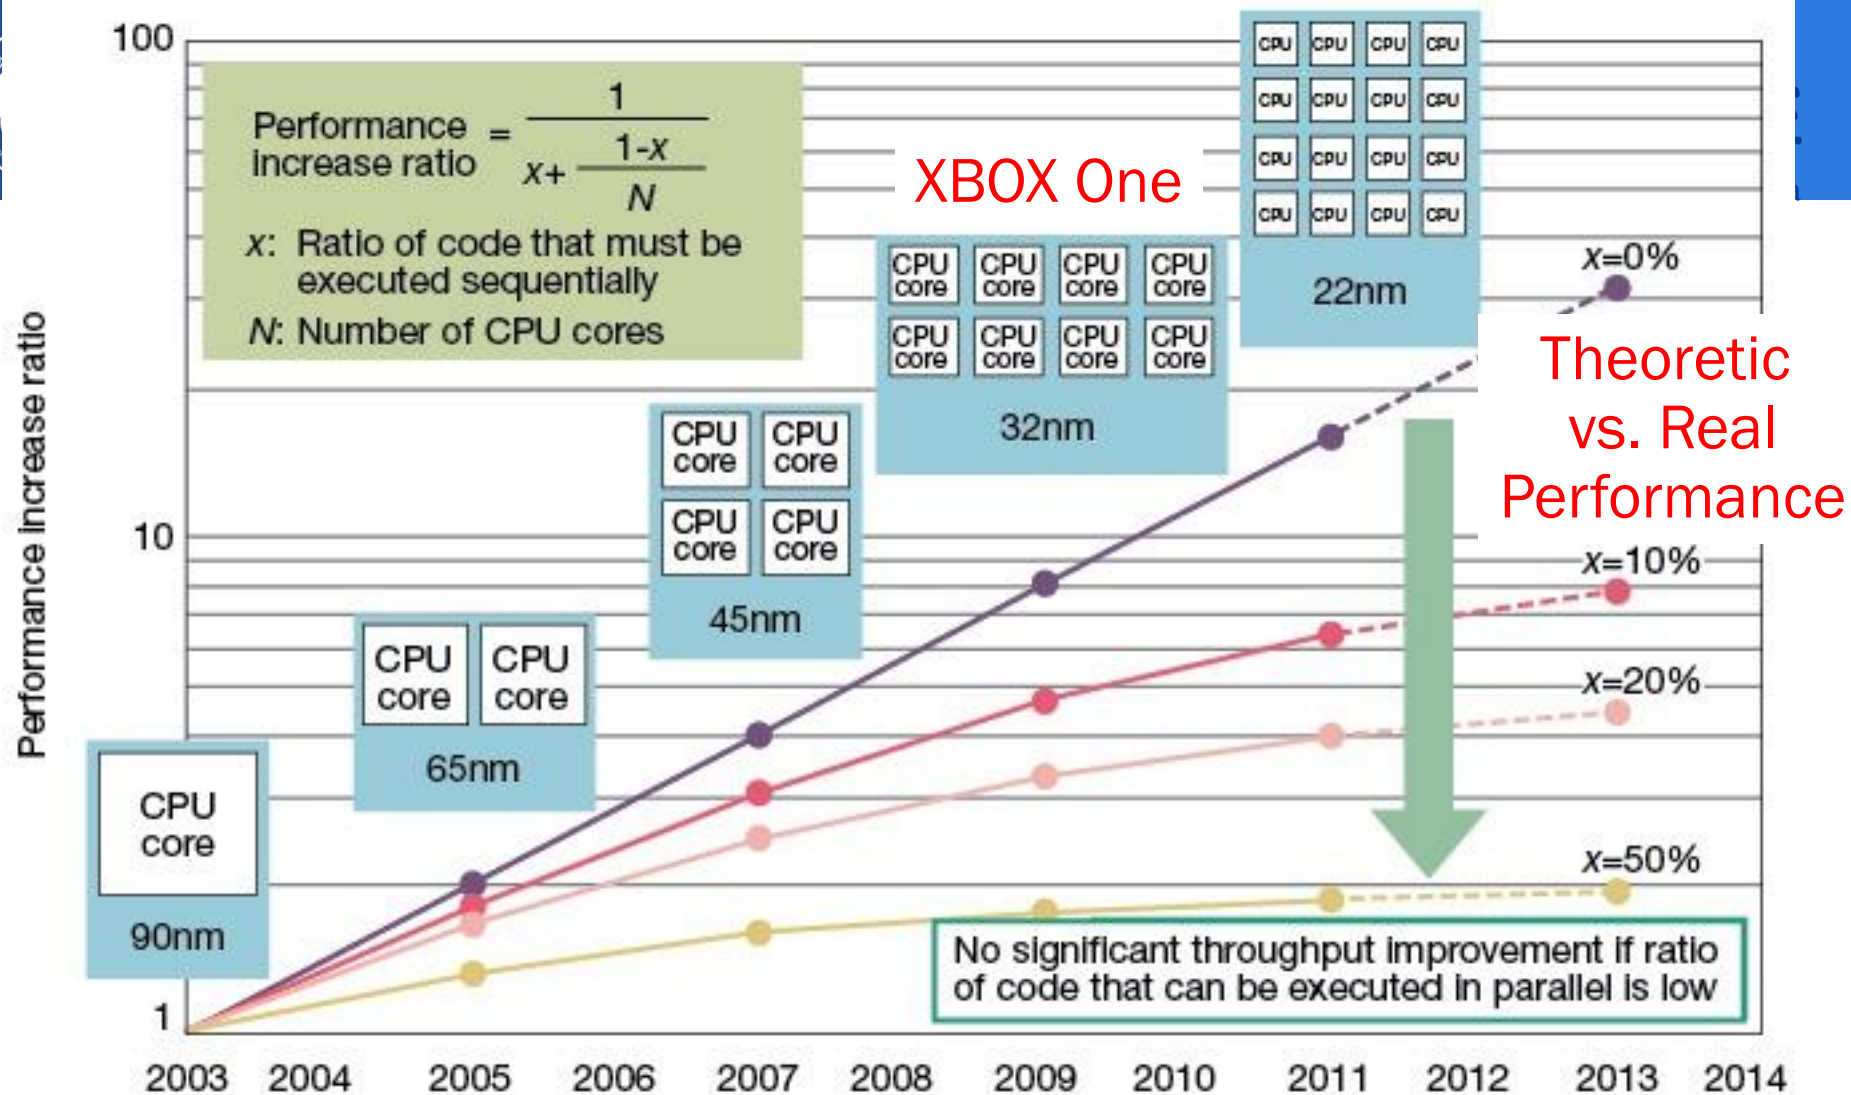 Performance increase ratio
100
10
1
Performance
increase ratio
=
1
x+
1-x
N
x: Ratio of code that must be
executed sequentially
N: Number of CPU cores
CPU
core
90nm
CPU CPU
core core
65nm
CPU CPU
core core
CPU CPU
core core
45nm
XBOX One
CPU CPU CPU CPU
core core core core
CPU CPU CPU CPU
core core core core
32nm
CPU CPU CPU CPU
CPU CPU CPU CPU
CPU CPU CPU CPU
CPU CPU CPU CPU
22nm
x=0%
Theoretic
vs. Real
Performance
x=10%
x=20%
x=50%
No significant throughput improvement if ratio
of code that can be executed in parallel is low
2003 2004 2005 2006 2007 2008 2009 2010 2011 2012 2013 2014